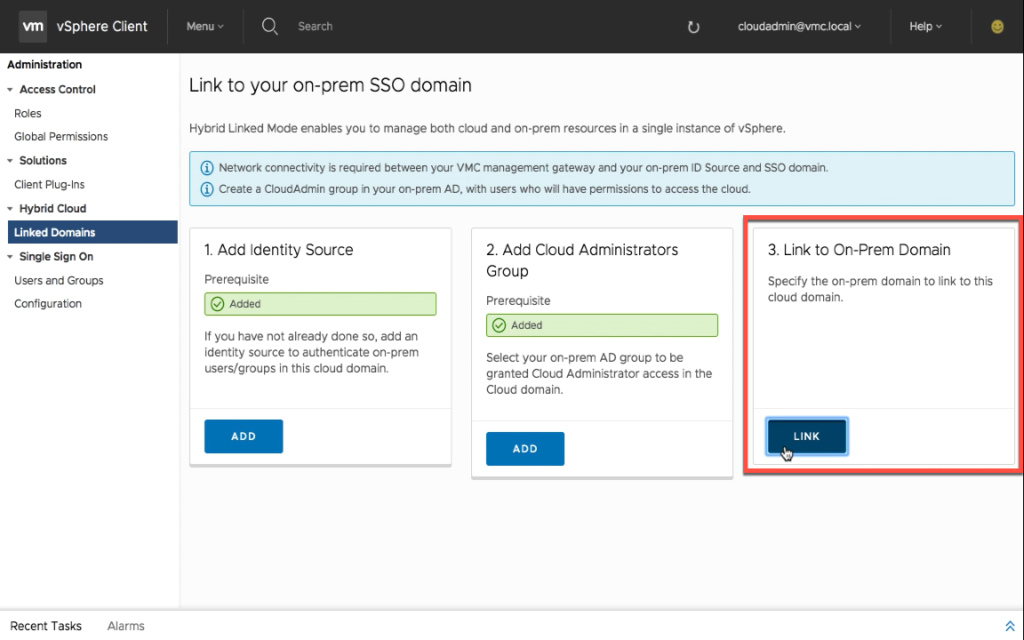 vm vSphere Client Menu Search cloudadmin@vmc.local Help
Administration
Access Control
Roles
Global Permissions
Solutions
Client Plug-Ins
Hybrid Cloud
Linked Domains
Single Sign On
Users and Groups
Configuration
Link to your on-prem SSO domain
Hybrid Linked Mode enables you to manage both cloud and on-prem resources in a single instance of vSphere.
Network connectivity is required between your VMC management gateway and your on-prem ID Source and SSO domain.
Create a CloudAdmin group in your on-prem AD, with users who will have permissions to access the cloud.
1. Add Identity Source
Prerequisite
Added
If you have not already done so, add an
identity source to authenticate on-prem
users/groups in this cloud domain.
ADD
2. Add Cloud Administrators
Group
Prerequisite
Added
Select your on-prem AD group to be
granted Cloud Administrator access in the
Cloud domain.
ADD
3. Link to On-Prem Domain
Specify the on-prem domain to link to this
cloud domain.
LINK
Recent Tasks Alarms